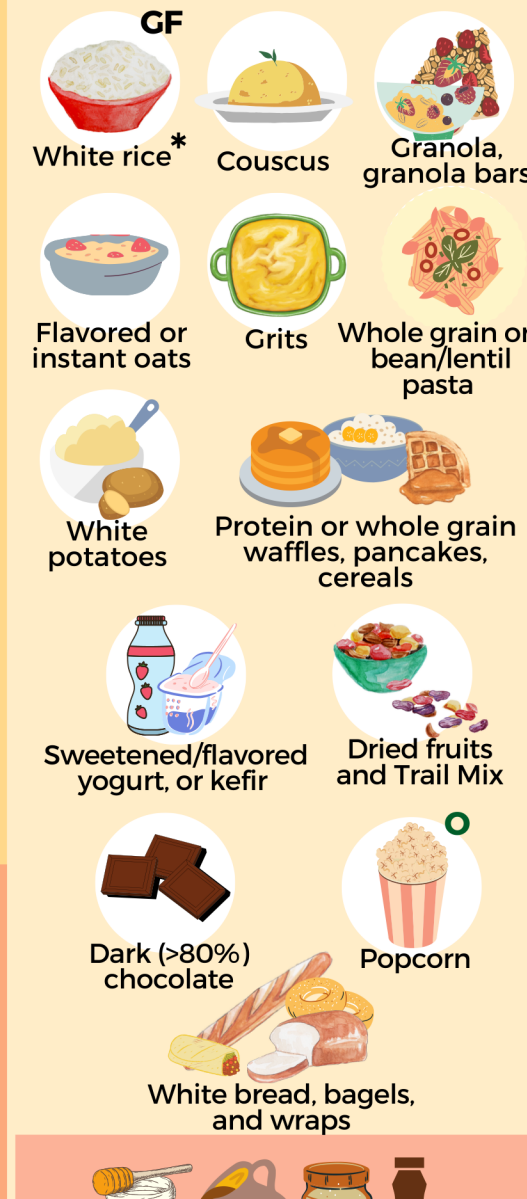 GF
White rice*
Couscus
Granola,
granola bars
Flavored or
instant oats
Grits
Whole grain or
bean/lentil
pasta
White
potatoes
Protein or whole grain
waffles, pancakes,
cereals
Sweetened/flavored
yogurt, or kefir
Dried fruits
and Trail Mix
Dark (>80%)
chocolate
O
Popcorn
White bread, bagels,
and wraps